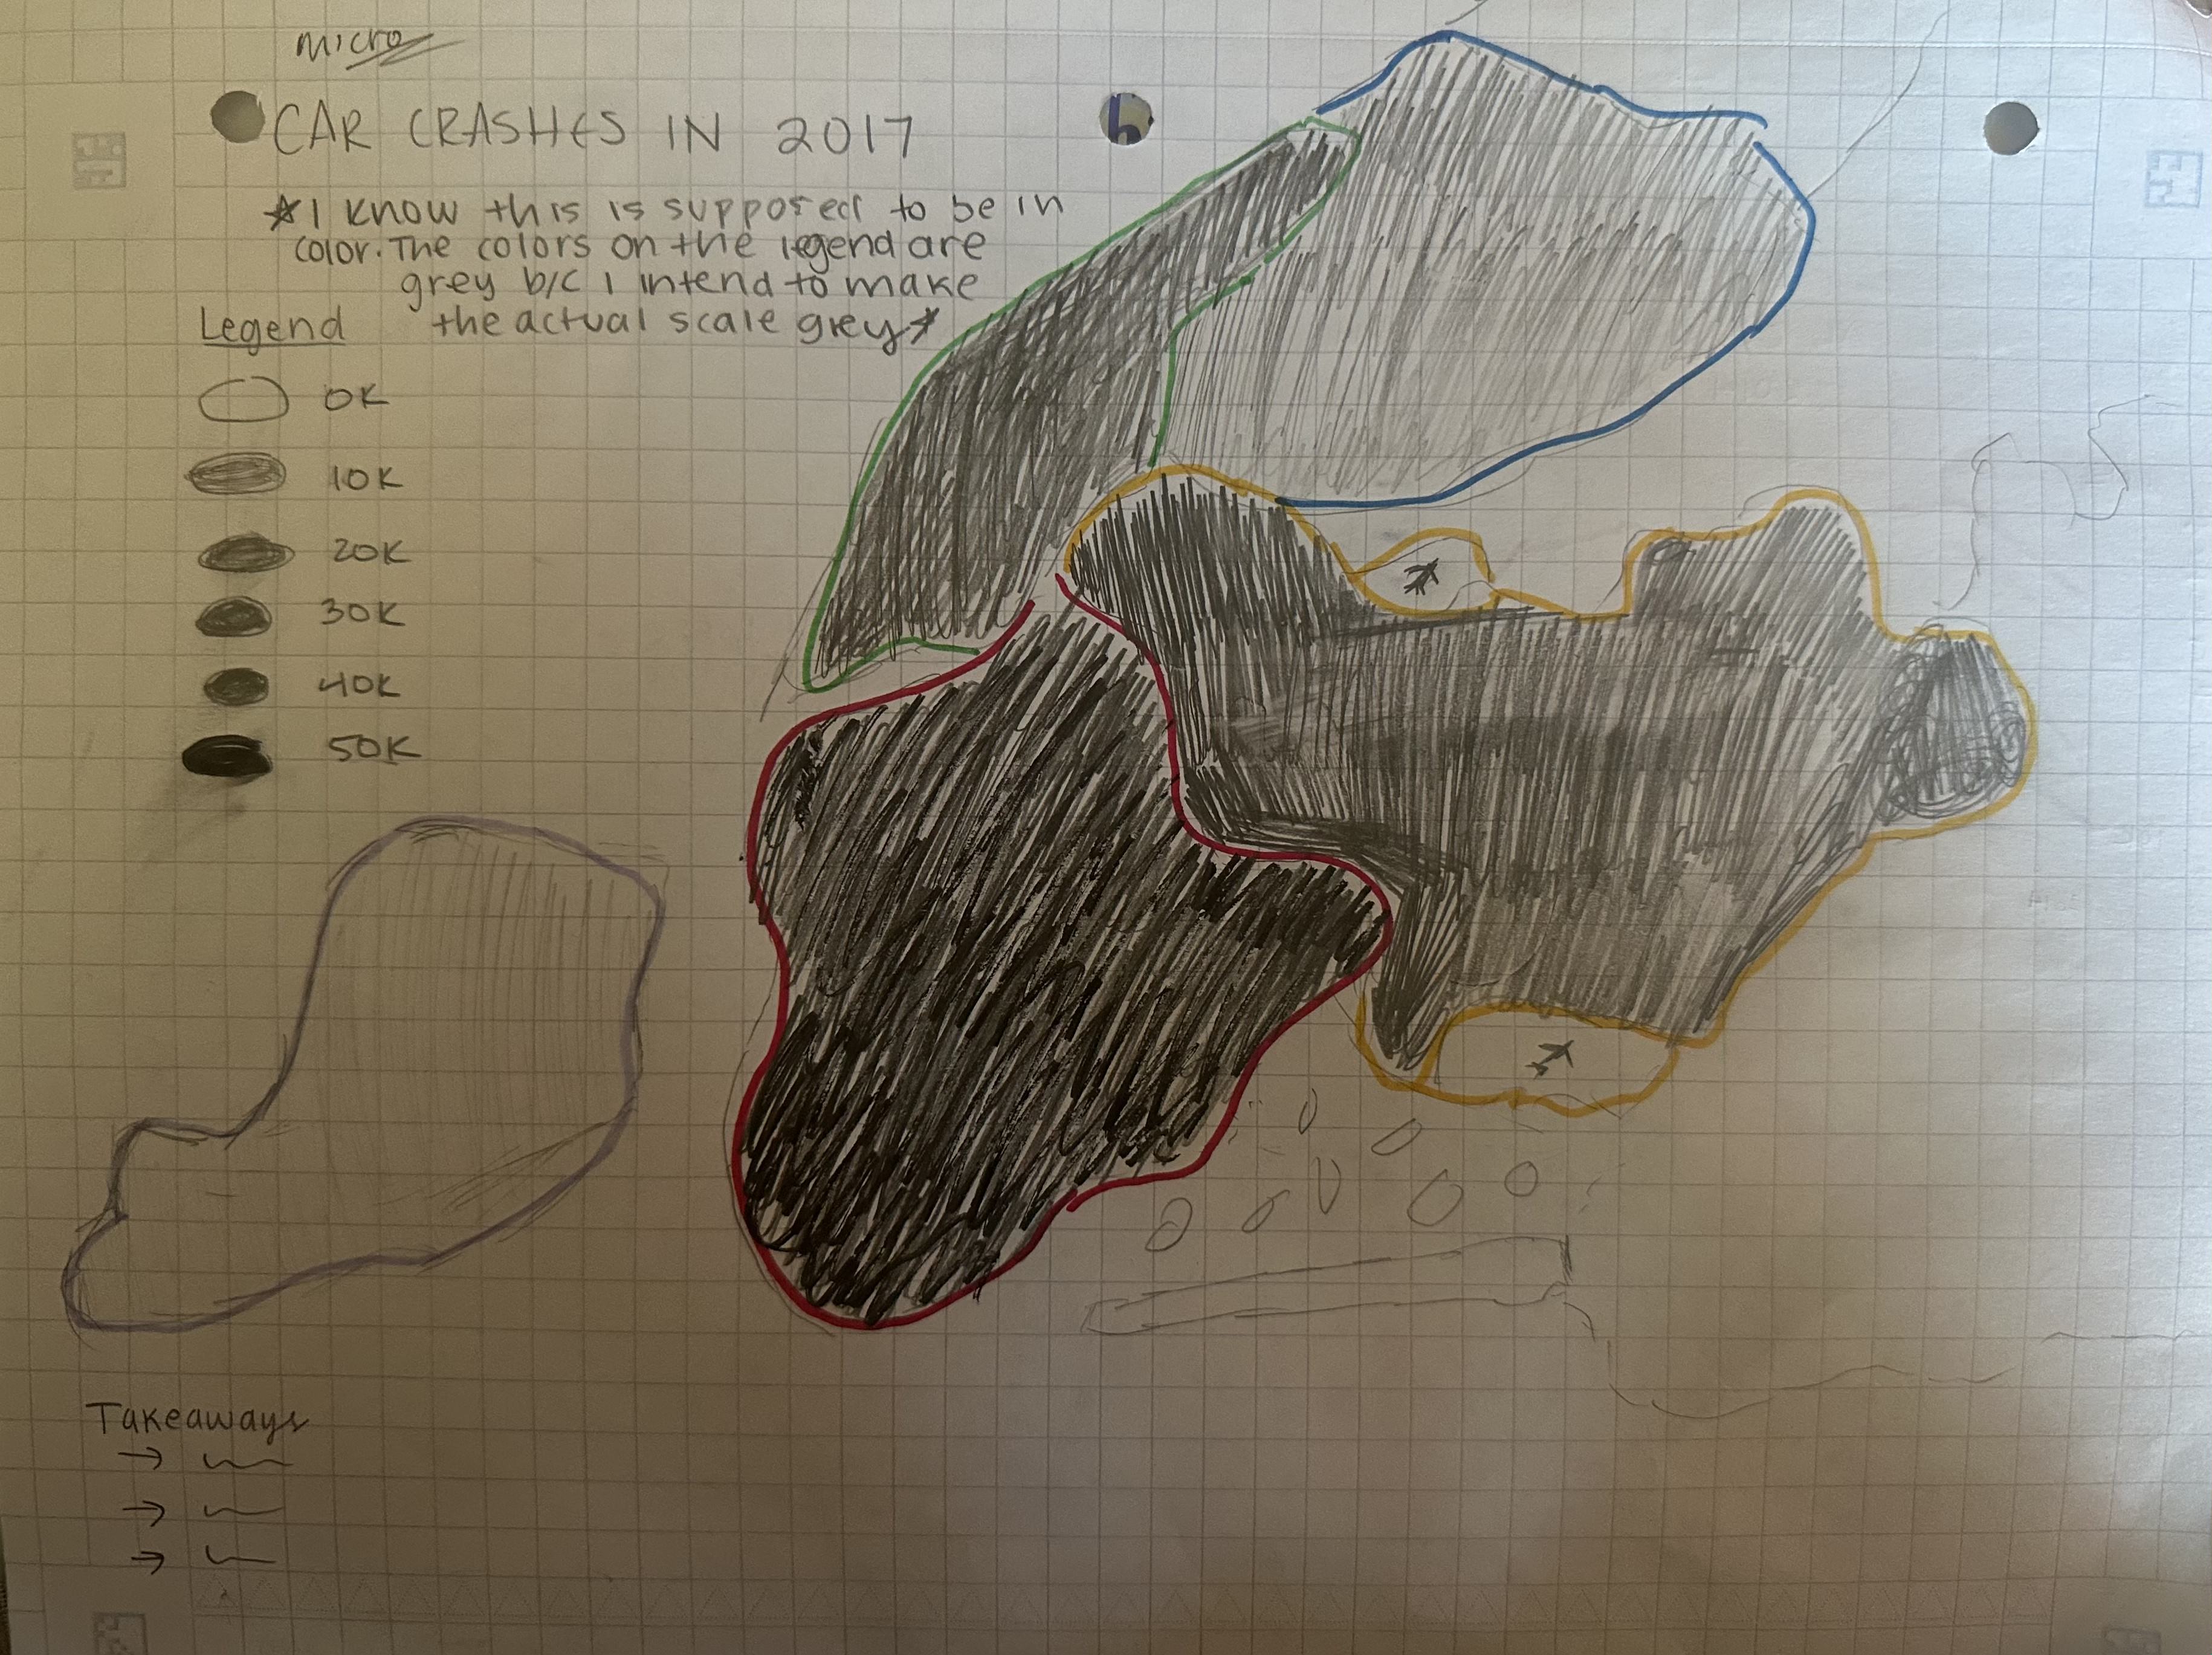 micro
CAR CRASHES IN 2017
*I know this is supposed to be in
color. The colors on the legend are
grey b/c I intend to make
the actual scale grey*
Legend
0K
10K
20K
30K
40K
50K
Takeaways
→
→
→